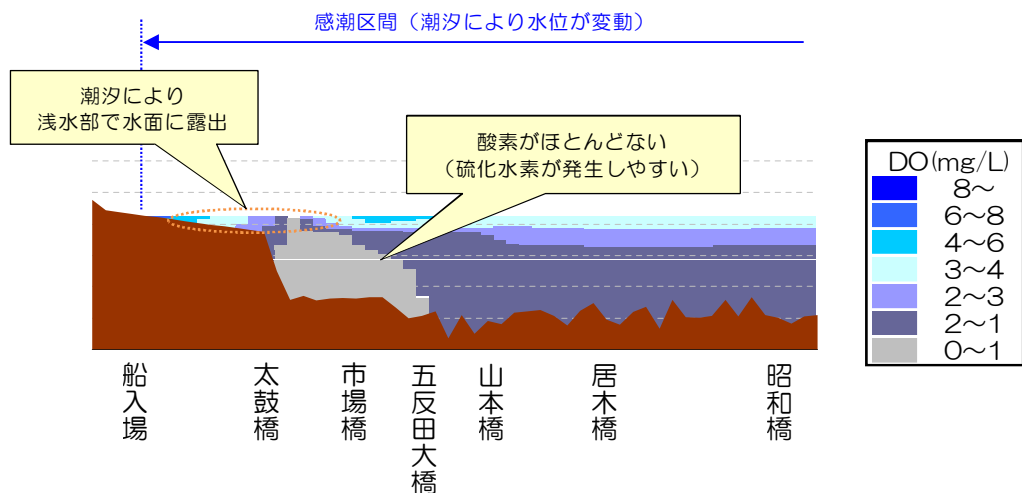 感潮区間（潮汐により水位が変動）
潮汐により
浅水部で水面に露出
酸素がほとんどない
（硫化水素が発生しやすい）
DO(mg/L)
8～
6～8
4～6
3～4
2～3
2～1
0～1
船入場
太鼓橋
市場橋
五反田大橋
山本橋
居木橋
昭和橋